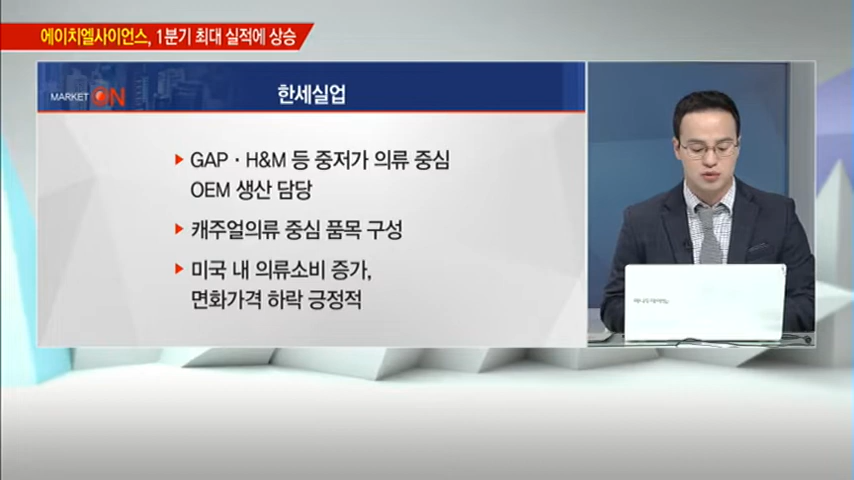 에이치엘사이언스, 1분기 최대 실적에 상승
MARKET ON
한세실업
GAP · H&M 등 중저가 의류 중심
OEM 생산 담당
캐주얼의류 중심 품목 구성
미국 내 의류소비 증가,
면화가격 하락 긍정적